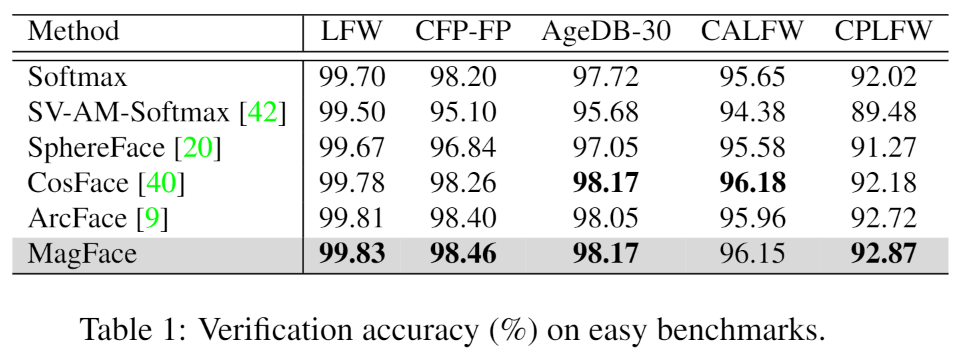 Method LFW CFP-FP AgeDB-30 CALFW CPLFW
Softmax 99.70 98.20 97.72 95.65 92.02
SV-AM-Softmax [42] 99.50 95.10 95.68 94.38 89.48
SphereFace [20] 99.67 96.84 97.05 95.58 91.27
CosFace [40] 99.78 98.26 98.17 96.18 92.18
ArcFace [9] 99.81 98.40 98.05 95.96 92.72
MagFace 99.83 98.46 98.17 96.15 92.87
Table 1: Verification accuracy (%) on easy benchmarks.